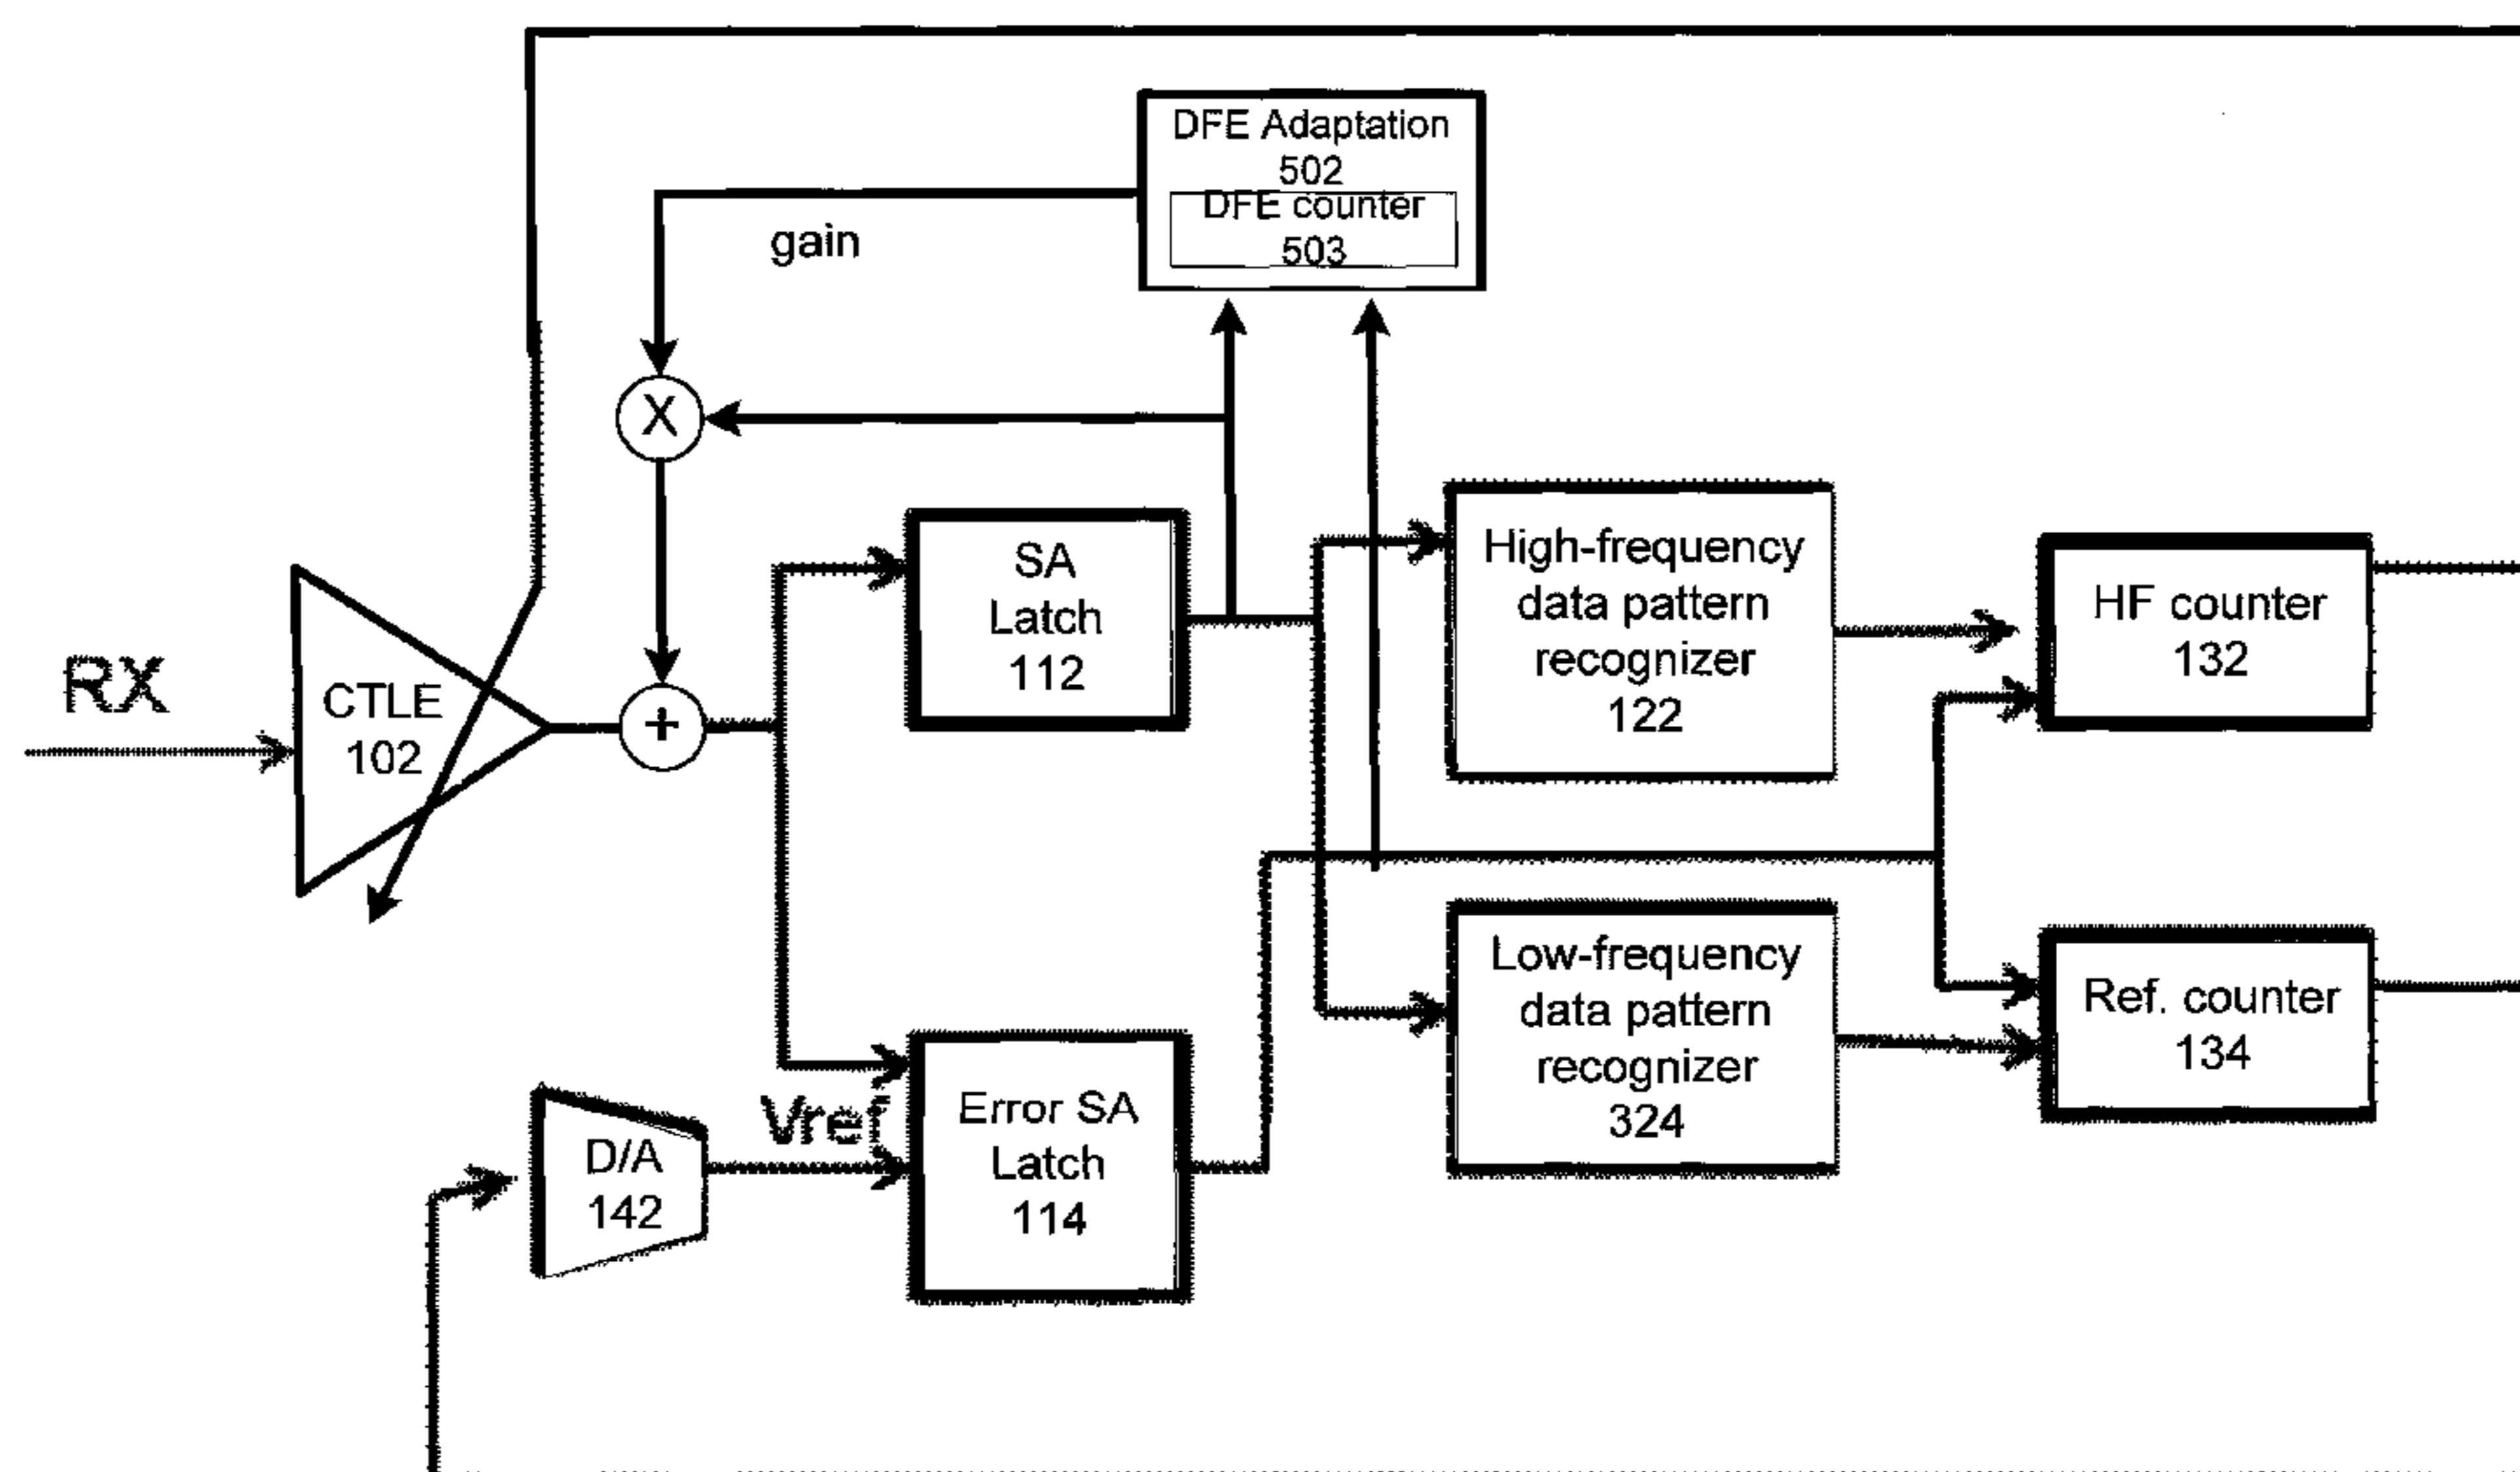 DFE Adaptation
502
DFE counter
503
gain
X
High-frequency
data pattern
recognizer
122
SA
Latch
112
HF counter
132
RX
CTLE
102
+
Low-frequency
data pattern
recognizer
324
Ref. counter
134
Vref
Error SA
Latch
114
D/A
142